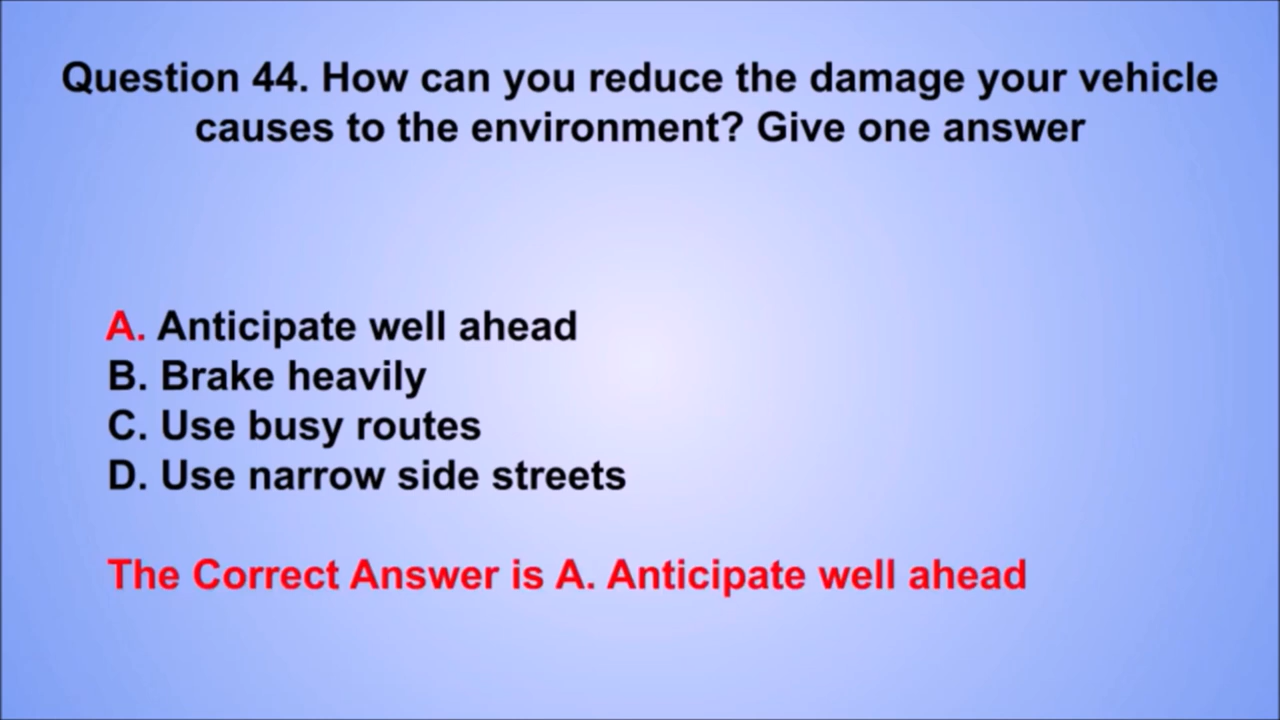 Question 44. How can you reduce the damage your vehicle
causes to the environment? Give one answer
A. Anticipate well ahead
B. Brake heavily
C. Use busy routes
D. Use narrow side streets
The Correct Answer is A. Anticipate well ahead